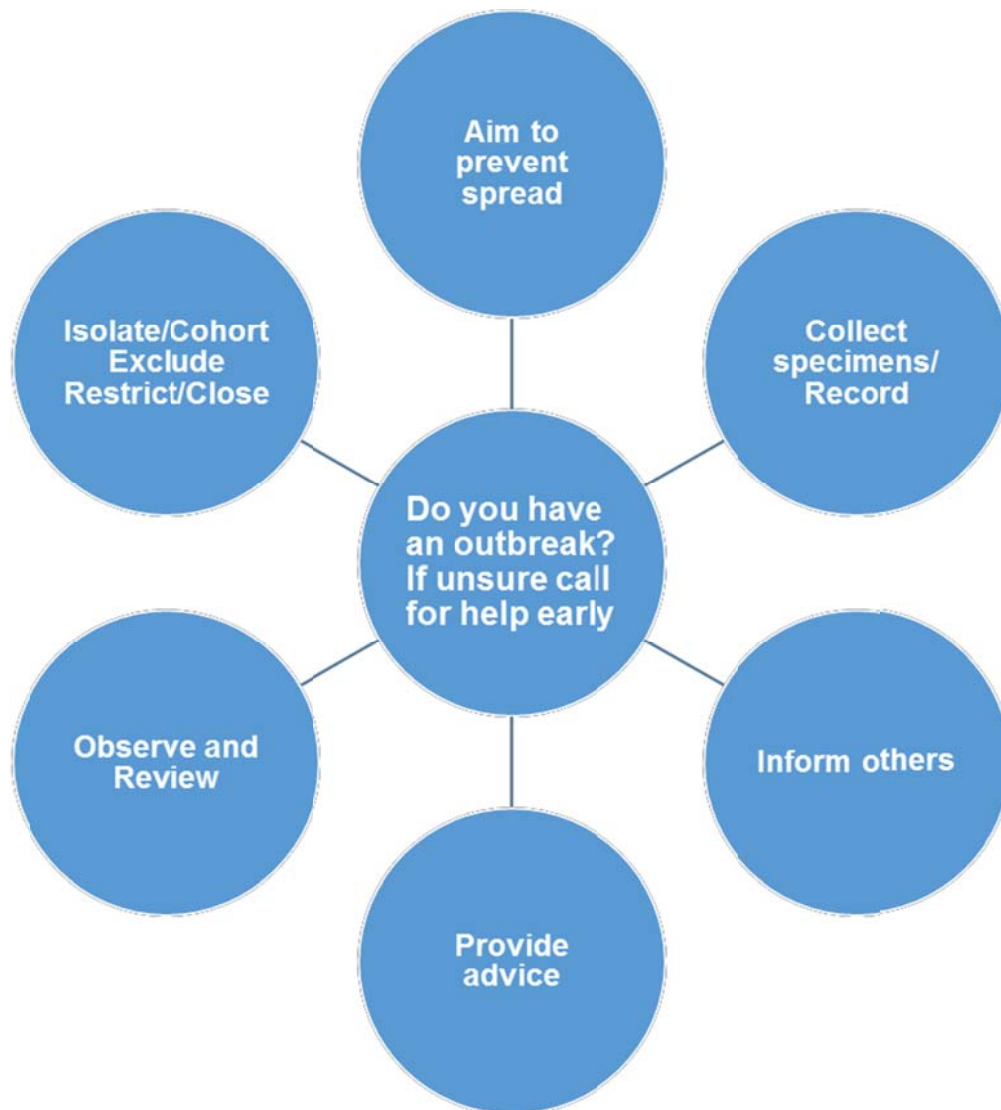 Aim to
prevent
spread
Collect
specimens/
Record
Inform others
Provide
advice
Observe and
Review
Isolate/Cohort
Exclude
Restrict/Close
Do you have
an outbreak?
If unsure call
for help early